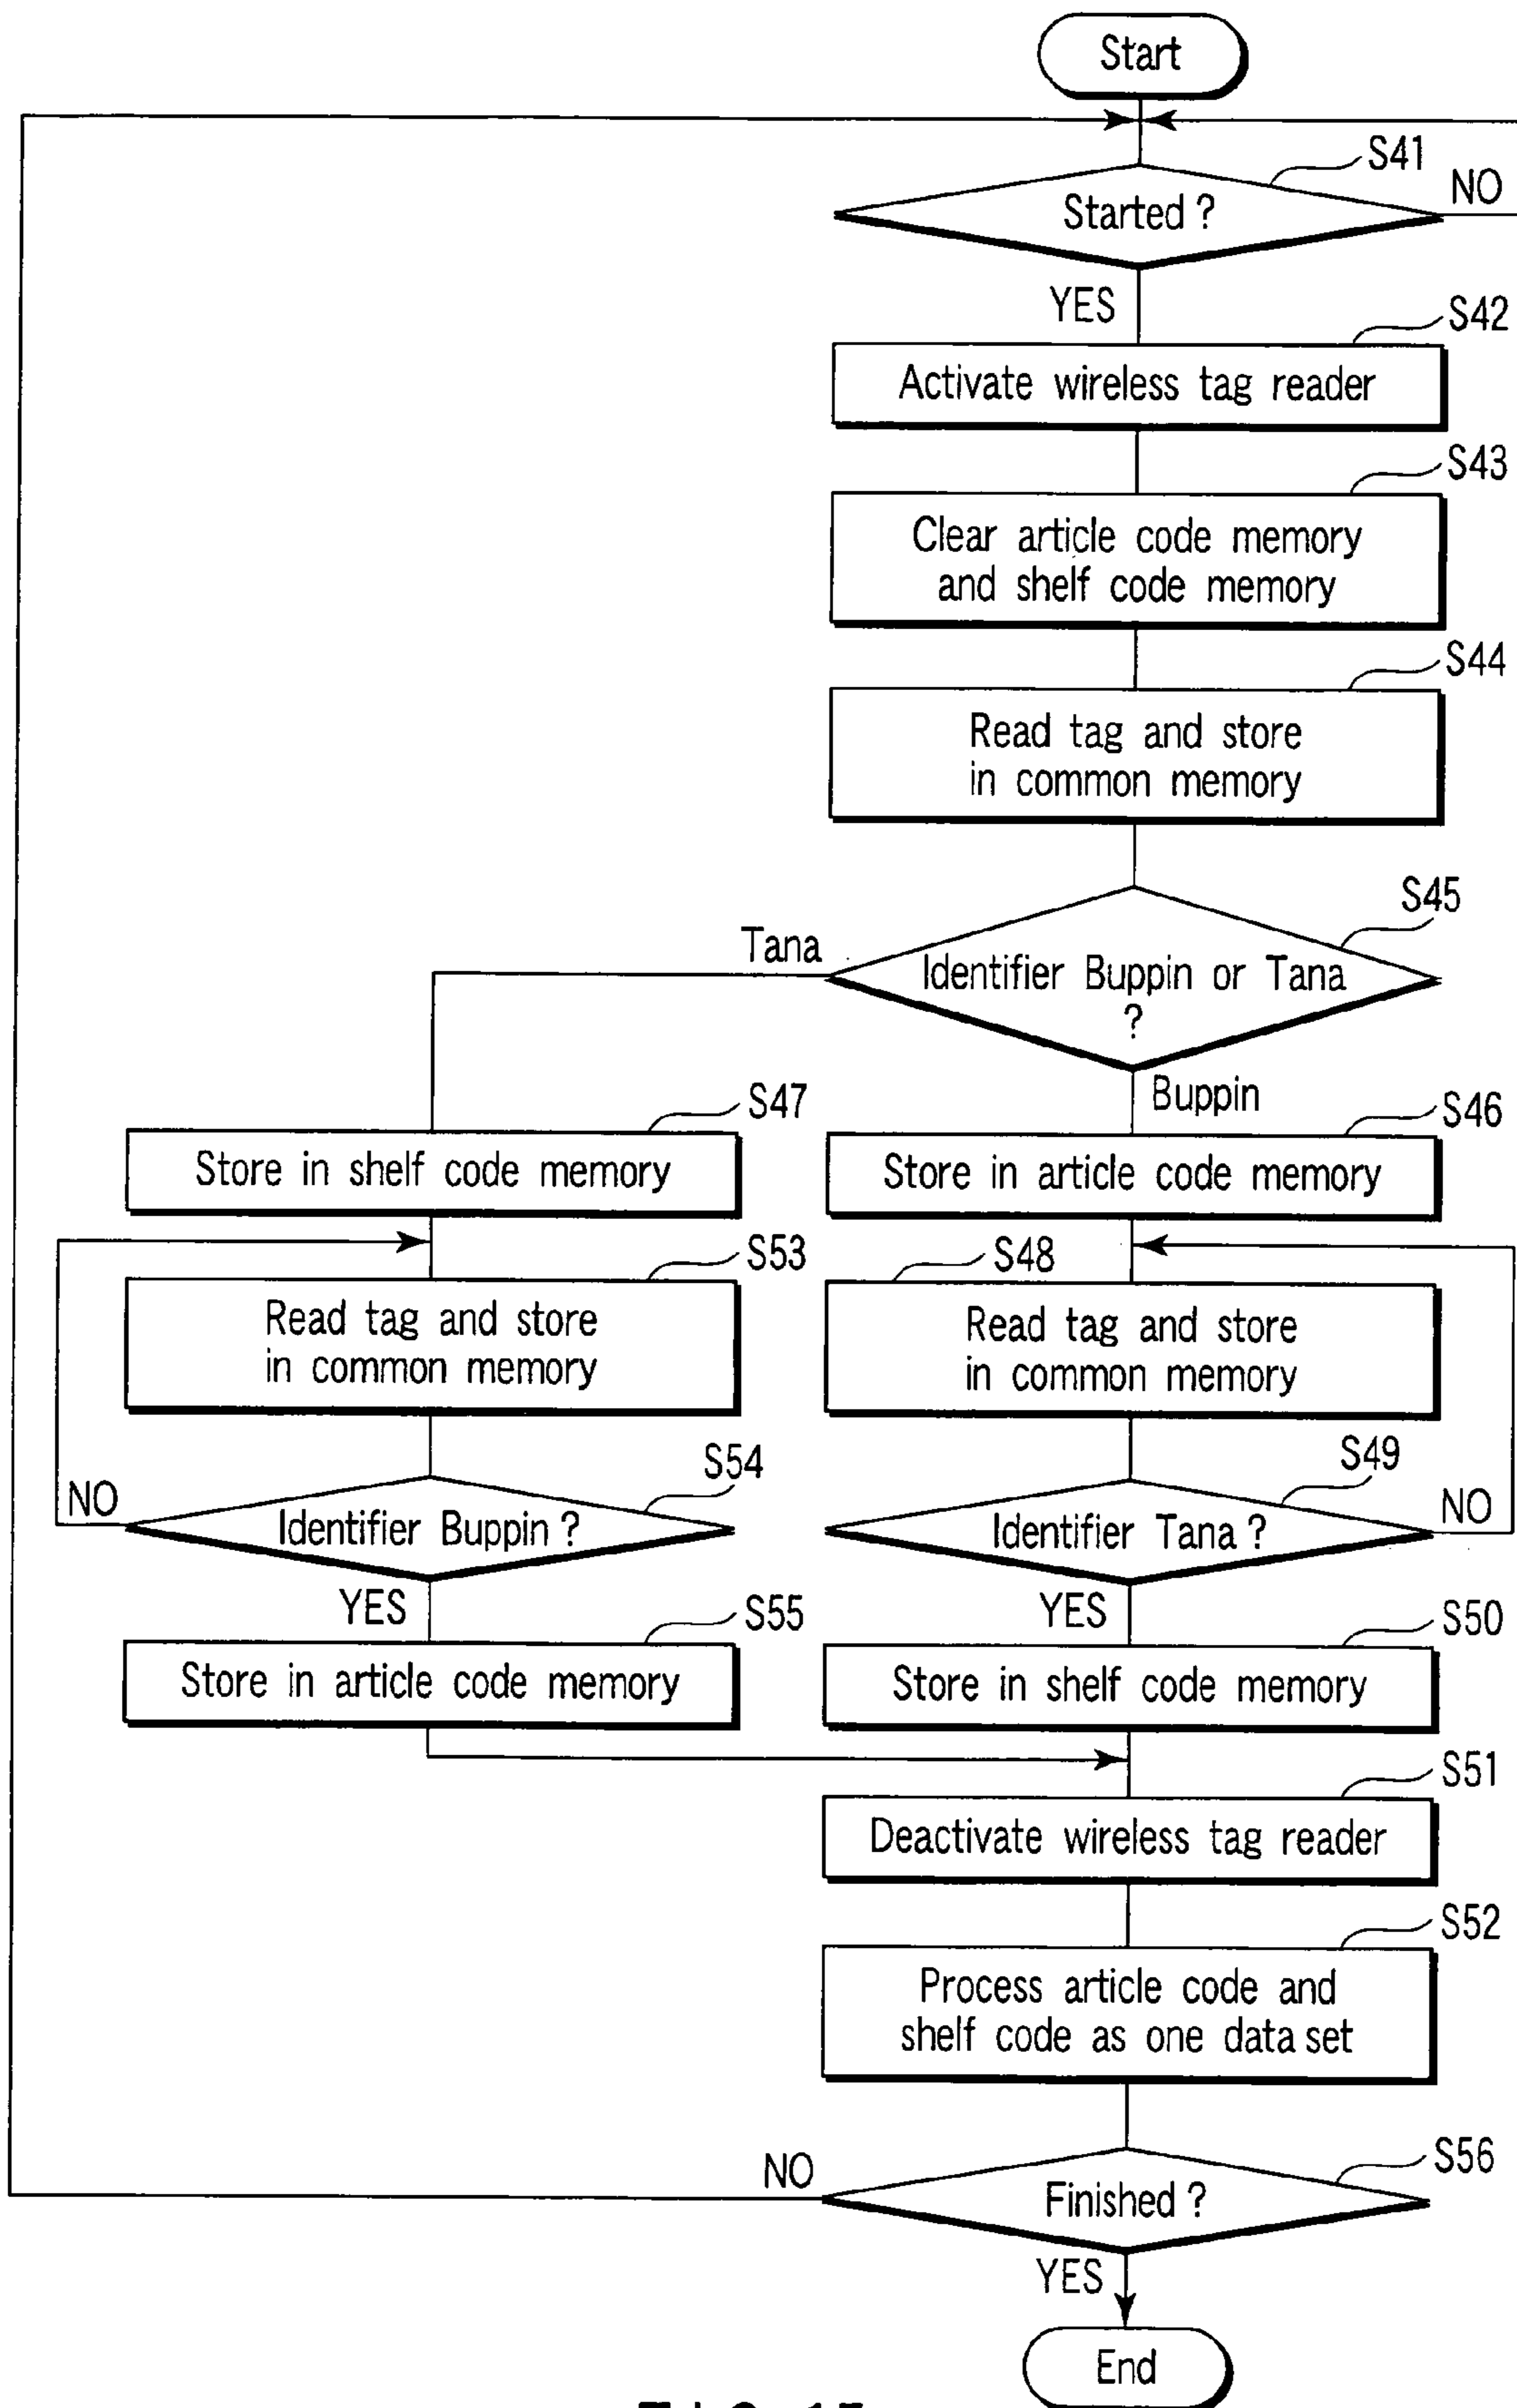 Start
S41
Started ?
NO
YES
S42
Activate wireless tag reader
S43
Clear article code memory
and shelf code memory
S44
Read tag and store
in common memory
S45
Tana
Identifier Buppin or Tana
?
Buppin
S47
Store in shelf code memory
S46
Store in article code memory
S53
Read tag and store
in common memory
S48
Read tag and store
in common memory
S54
NO
Identifier Buppin ?
YES
S49
Identifier Tana ?
NO
YES
S55
Store in article code memory
S50
Store in shelf code memory
S51
Deactivate wireless tag reader
S52
Process article code and
shelf code as one data set
S56
NO
Finished ?
YES
End